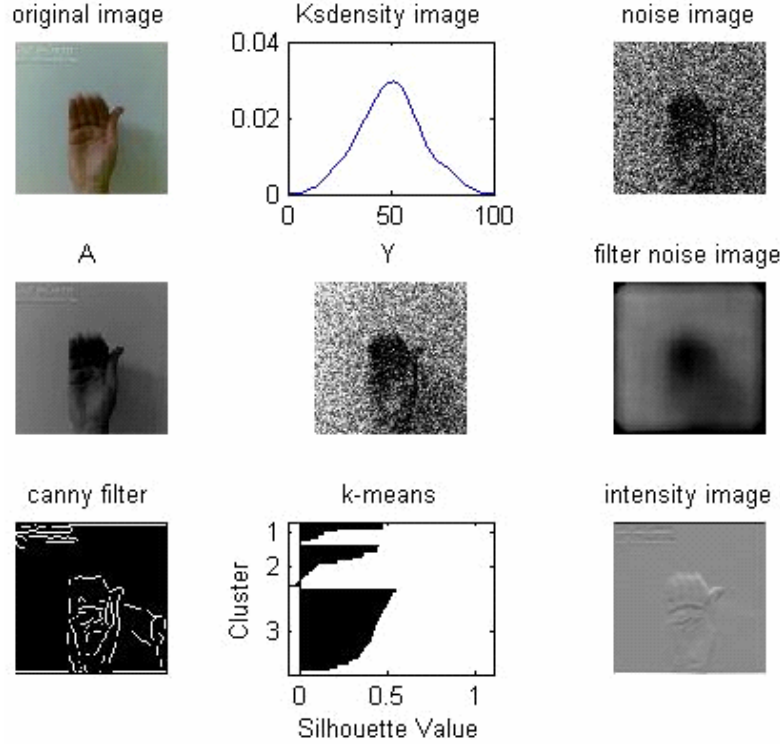 original image
Ksdensity image
noise image
0.04
0.02
0
0
50
100
A
Y
filter noise image
canny filter
k-means
intensity image
1
2
3
Cluster
0
0.5
1
Silhouette Value